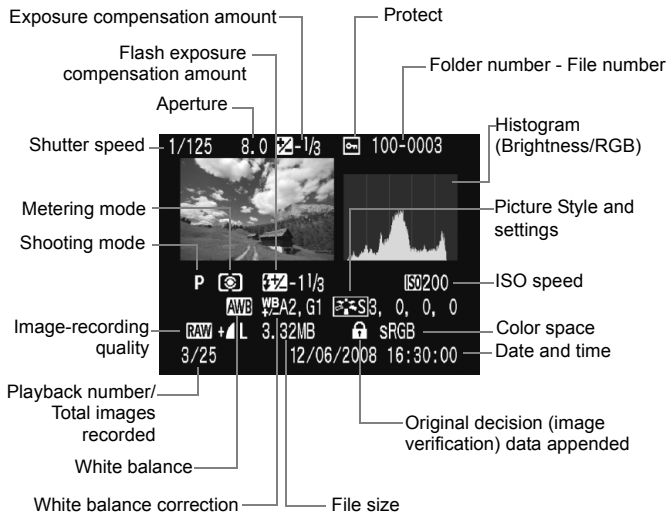 Exposure compensation amount
Protect
Flash exposure
compensation amount
Folder number - File number
Aperture
Histogram
(Brightness/RGB)
Shutter speed
1/125 8.0 -1/3 100-0003
Metering mode
Picture Style and
settings
Shooting mode
P -1 1/3 ISO 200
ISO speed
AWB WB A2, G1 S 3, 0, 0, 0
Image-recording
quality
RAW + L 3.32MB sRGB
Color space
3/25 12/06/2008 16:30:00
Date and time
Playback number/
Total images
recorded
Original decision (image
verification) data appended
White balance
White balance correction
File size